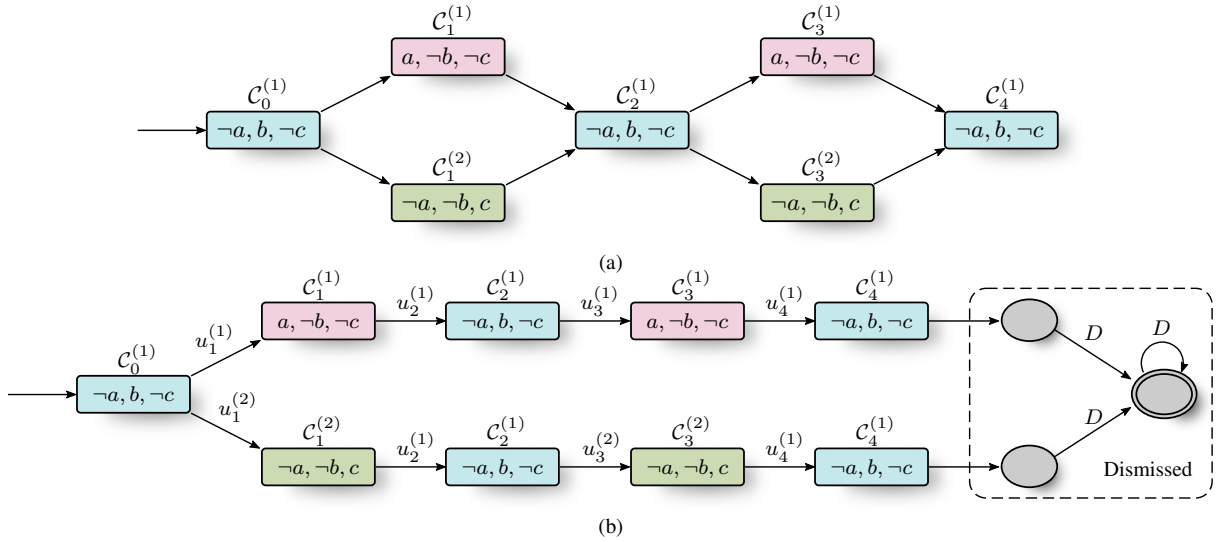 C_1^{(1)} C_3^{(1)}
a, ¬b, ¬c a, ¬b, ¬c
C_0^{(1)} C_2^{(1)} C_4^{(1)}
¬a, b, ¬c ¬a, b, ¬c ¬a, b, ¬c
C_1^{(2)} C_3^{(2)}
¬a, ¬b, c ¬a, ¬b, c
(a)
C_1^{(1)} u_2^{(1)} C_2^{(1)} u_3^{(1)} C_3^{(1)} u_4^{(1)} C_4^{(1)}
a, ¬b, ¬c ¬a, b, ¬c a, ¬b, ¬c ¬a, b, ¬c
u_1^{(1)} D D
C_0^{(1)}
¬a, b, ¬c
u_1^{(2)} D
C_1^{(2)} u_2^{(1)} C_2^{(1)} u_3^{(2)} C_3^{(2)} u_4^{(1)} C_4^{(1)}
¬a, ¬b, c ¬a, b, ¬c ¬a, ¬b, c ¬a, b, ¬c
Dismissed
(b)